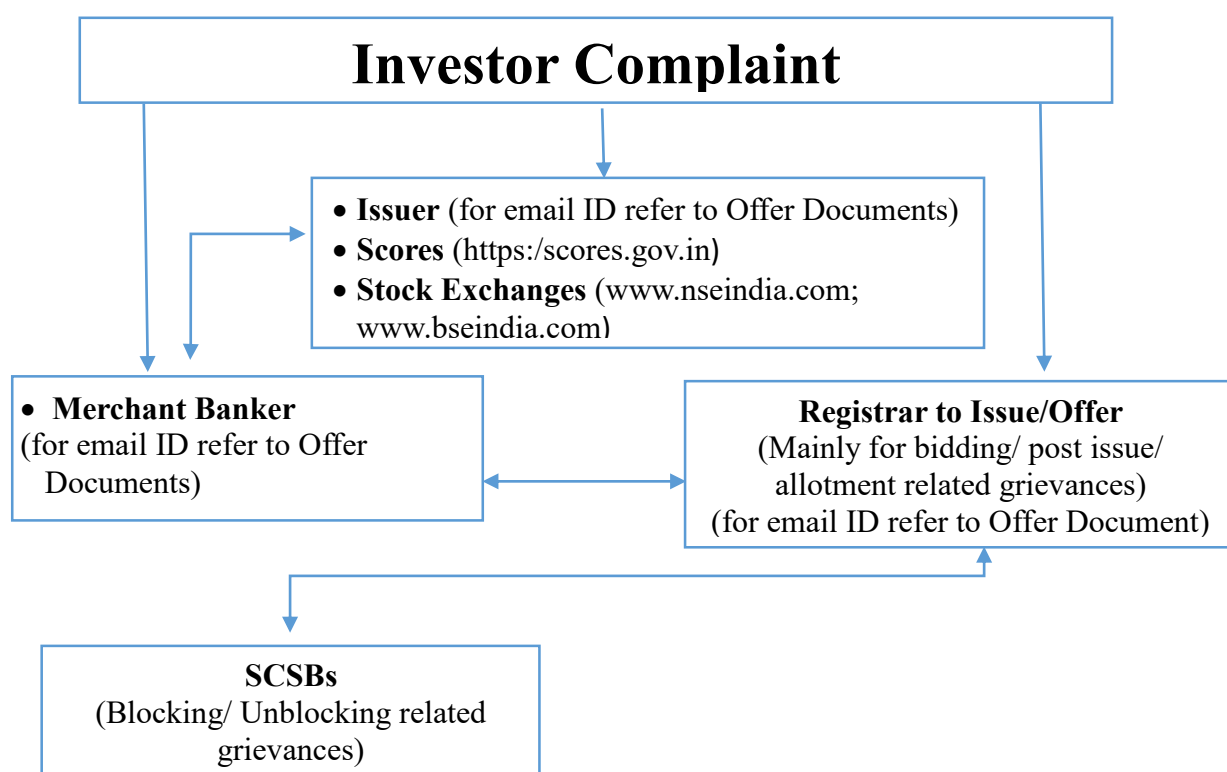 Investor Complaint
• Issuer (for email ID refer to Offer Documents)
• Scores (https:/scores.gov.in)
• Stock Exchanges (www.nseindia.com;
www.bseindia.com)
• Merchant Banker
(for email ID refer to Offer
Documents)
Registrar to Issue/Offer
(Mainly for bidding/ post issue/
allotment related grievances)
(for email ID refer to Offer Document)
SCSBs
(Blocking/ Unblocking related
grievances)